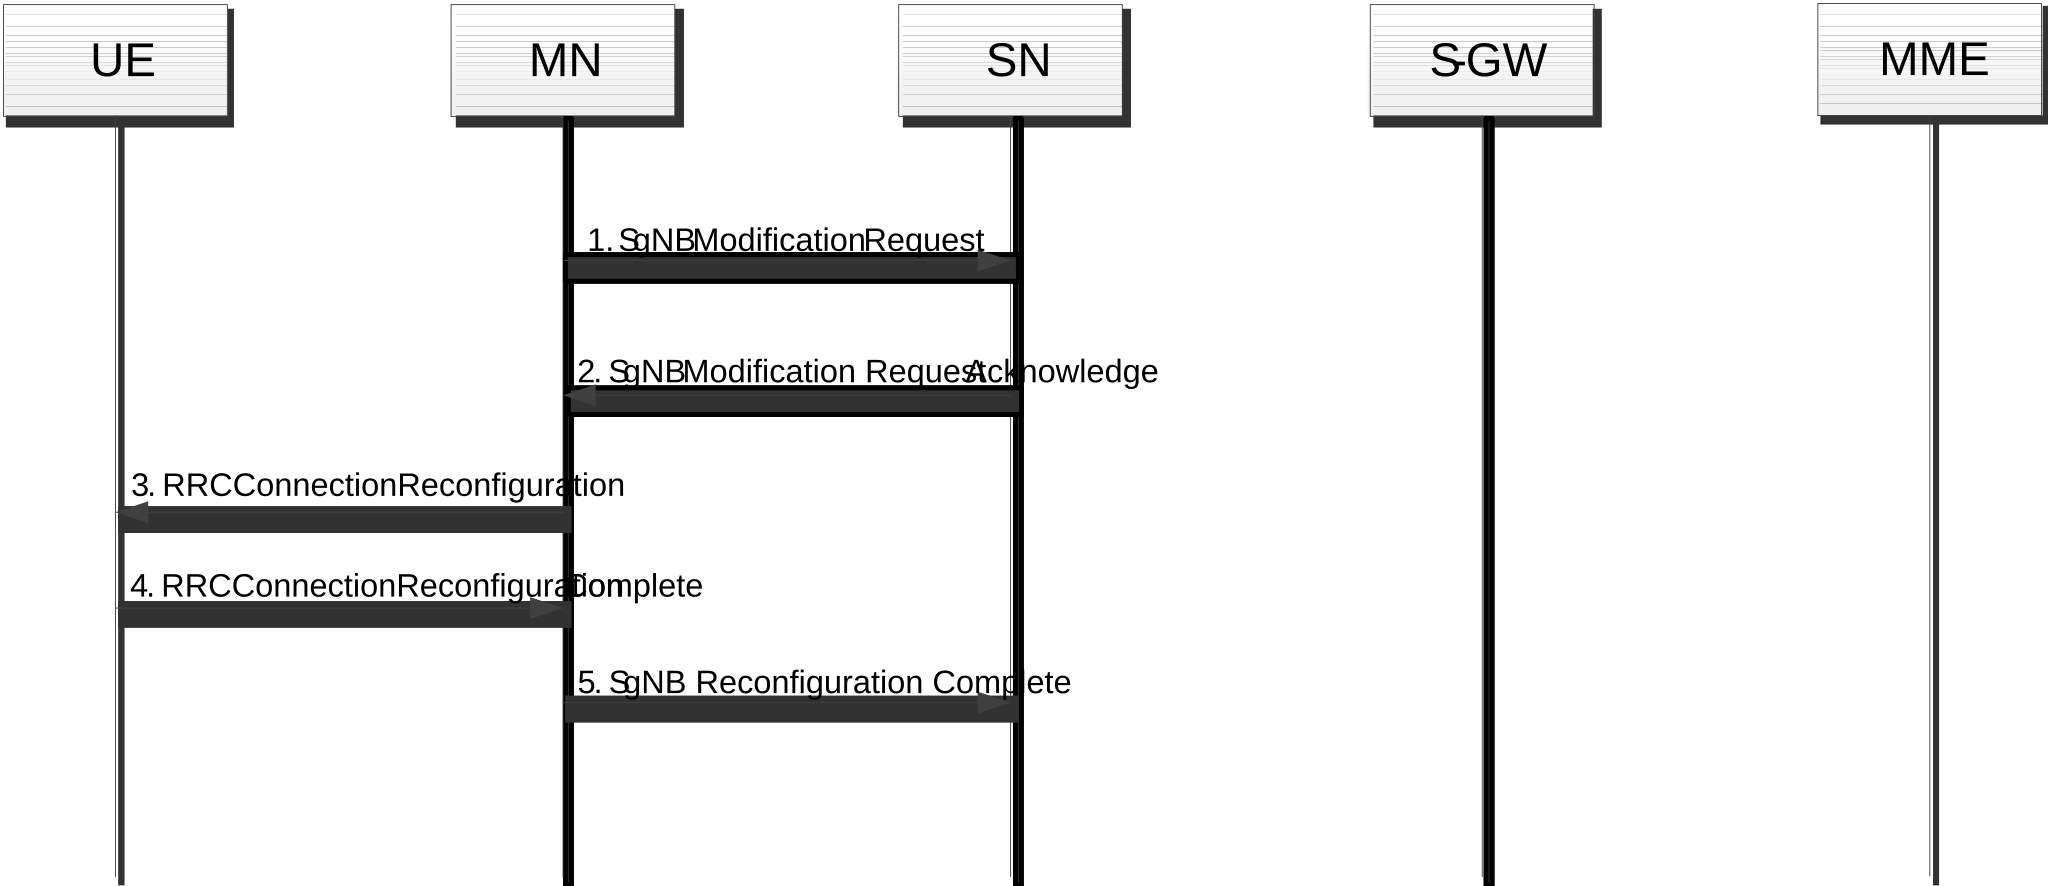 UE MN SN S-GW MME
1. SgNB Modification Request
2. SgNB Modification Request Acknowledge
3. RRCConnectionReconfiguration
4. RRCConnectionReconfigurationComplete
5. SgNB Reconfiguration Complete